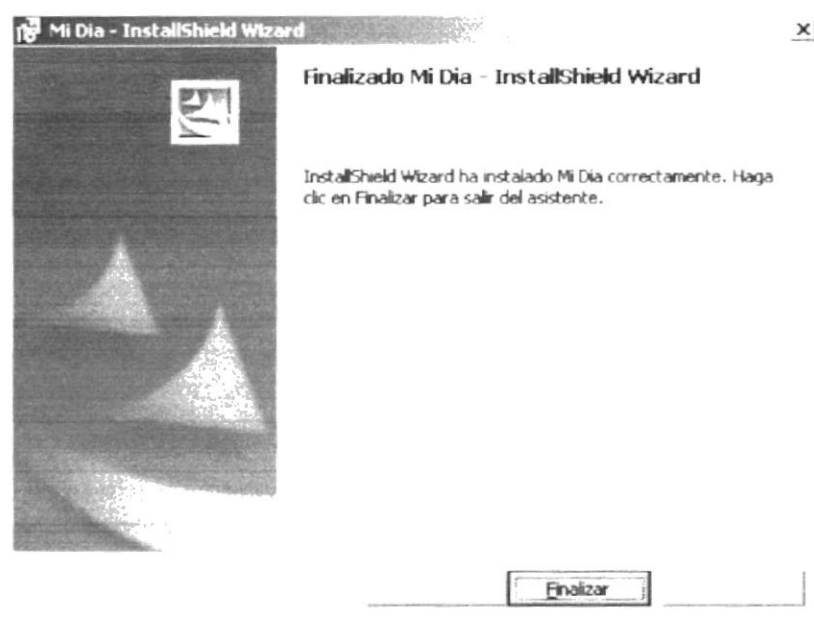 Mi Dia - InstallShield Wizard
Finalizado Mi Dia - InstallShield Wizard
InstallShield Wizard ha instalado Mi Dia correctamente. Haga
clic en Finalizar para salir del asistente.
Finalizar